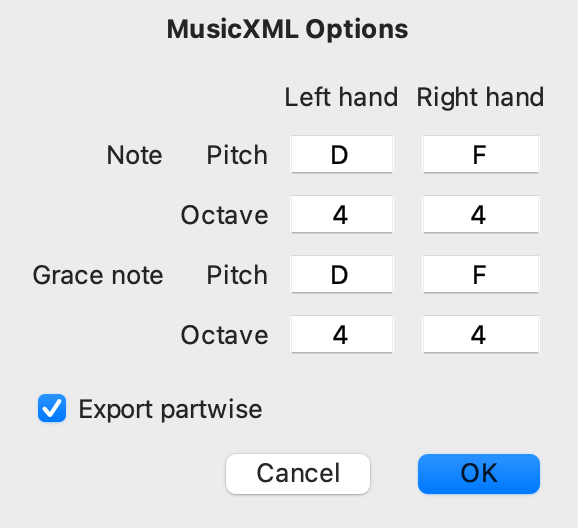 MusicXML Options
Left hand Right hand
Note Pitch D F
Octave 4 4
Grace note Pitch D F
Octave 4 4
Export partwise
Cancel OK